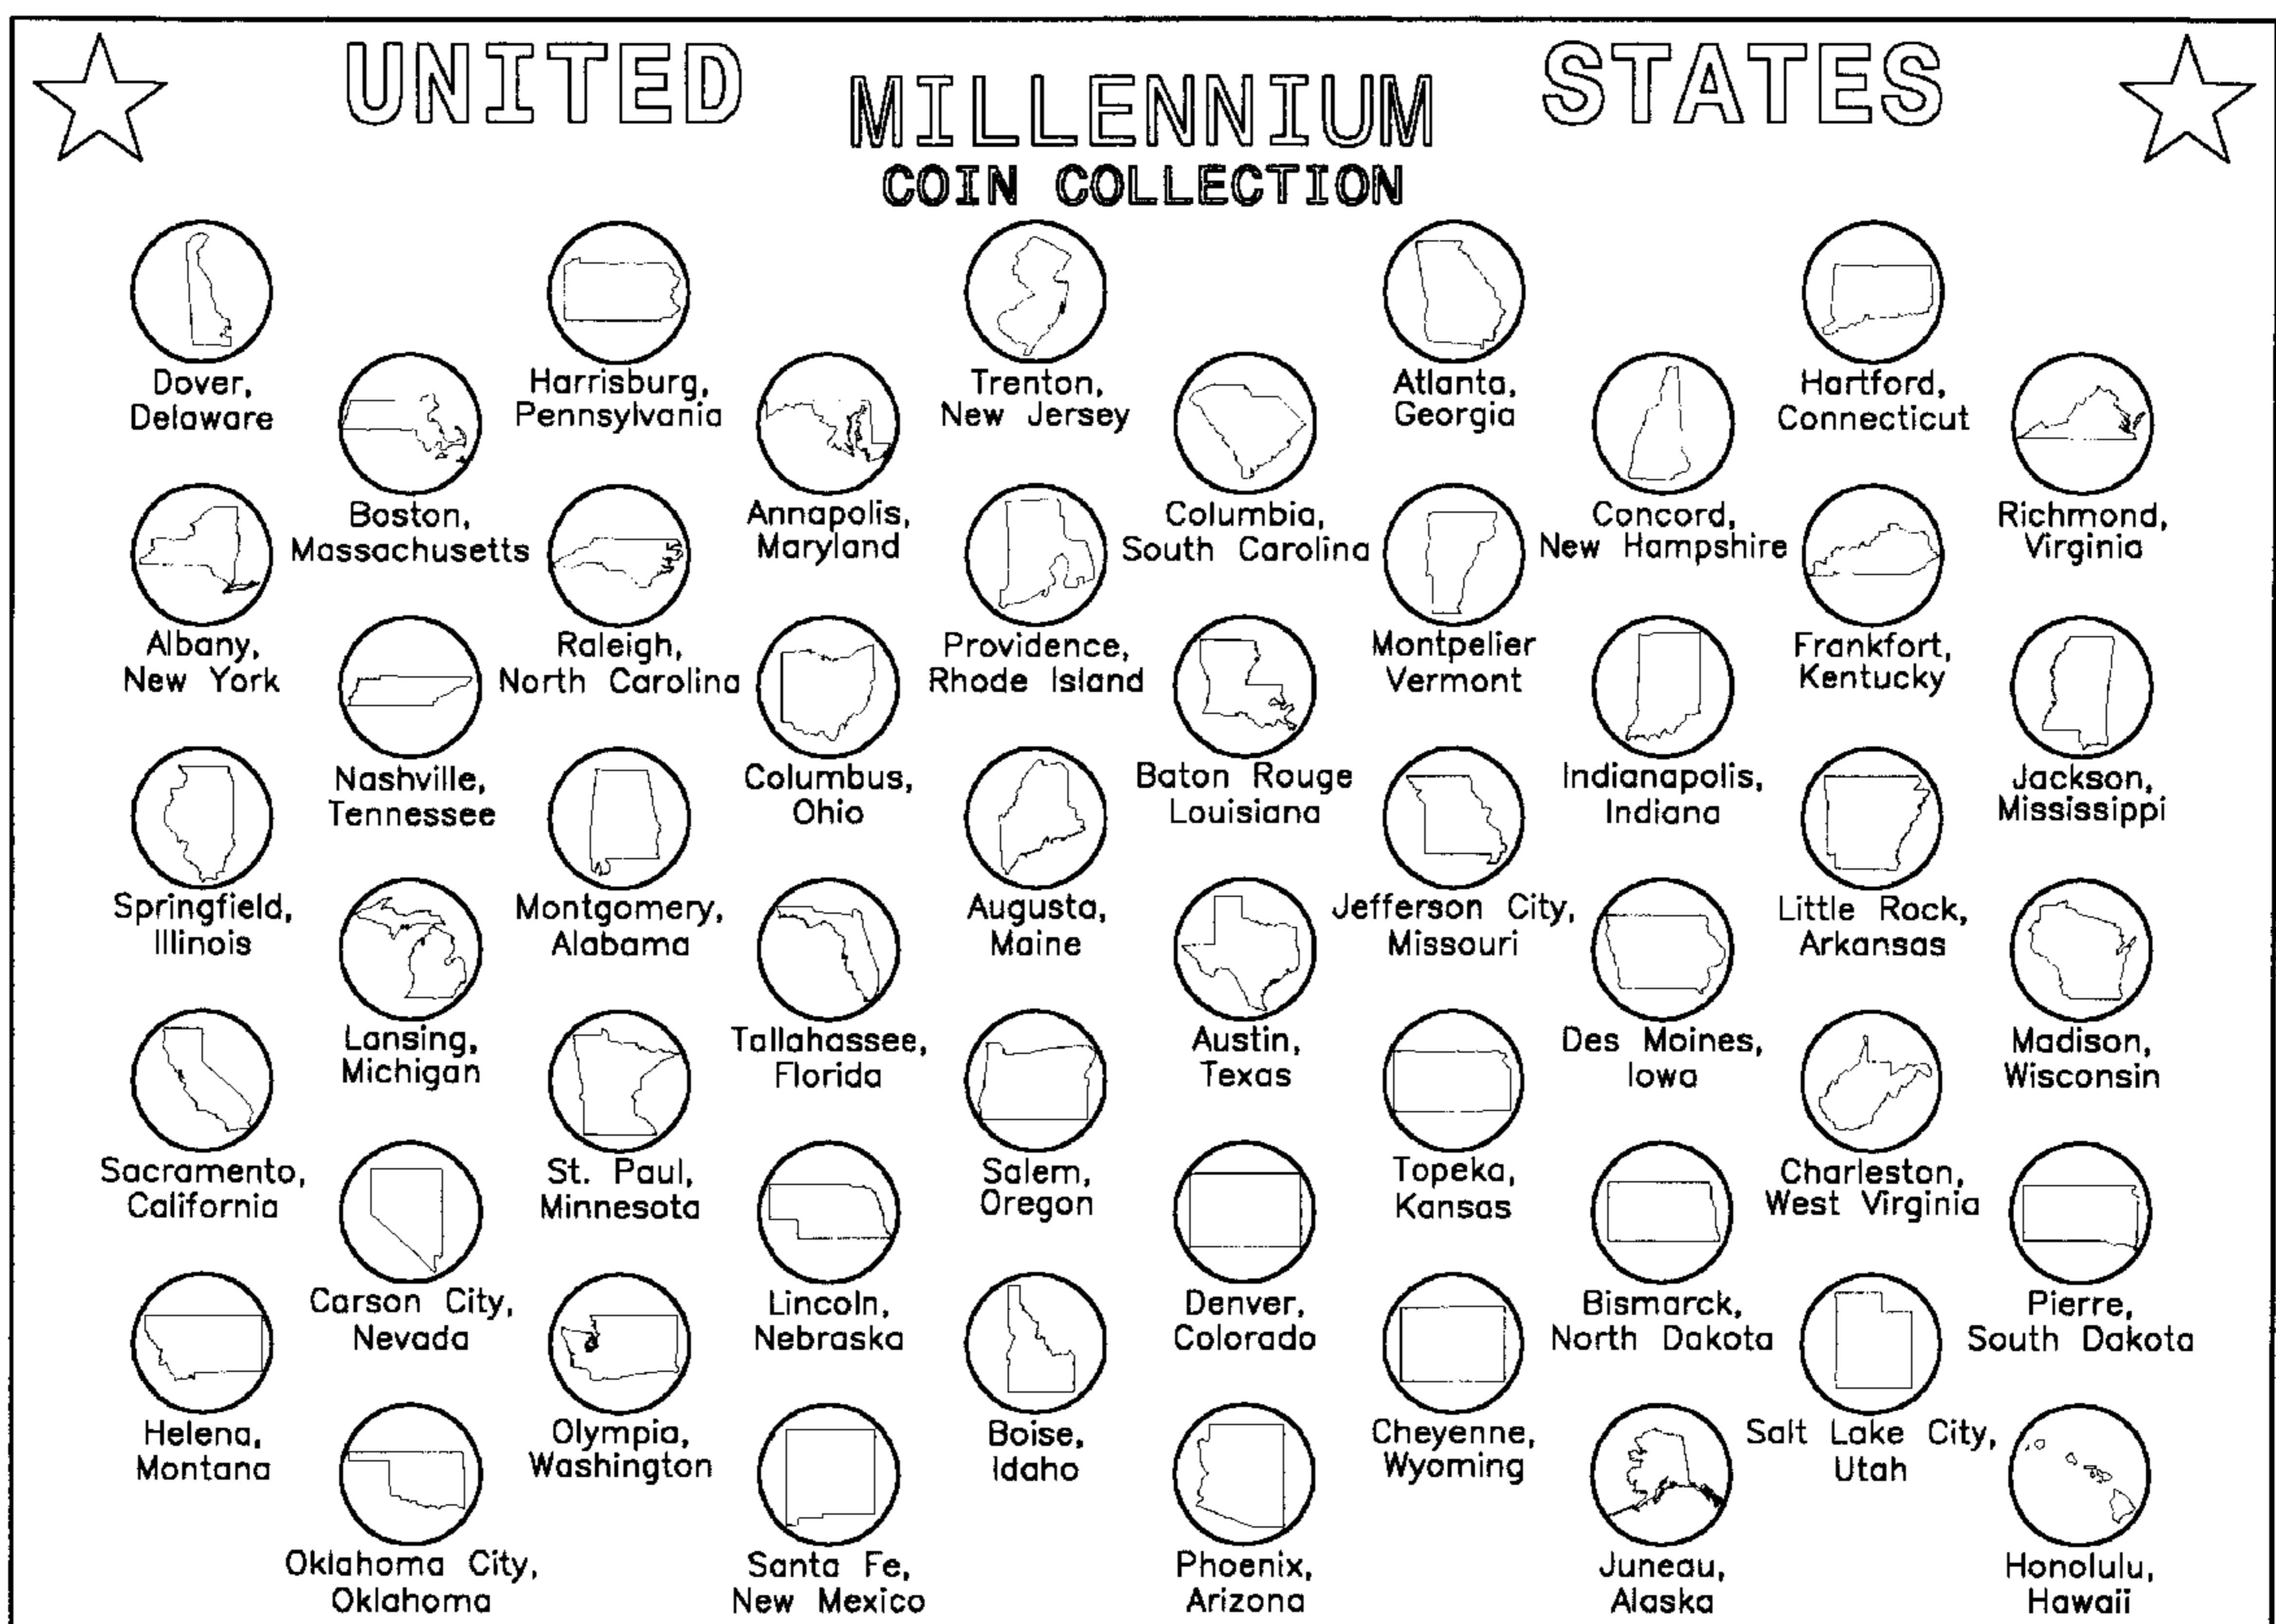 UNITED
MILLENNIUM
STATES
COIN COLLECTION
Dover,
Delaware
Harrisburg,
Pennsylvania
Trenton,
New Jersey
Atlanta,
Georgia
Hartford,
Connecticut
Boston,
Massachusetts
Annapolis,
Maryland
Columbia,
South Carolina
Concord,
New Hampshire
Richmond,
Virginia
Albany,
New York
Raleigh,
North Carolina
Providence,
Rhode Island
Montpelier
Vermont
Frankfort,
Kentucky
Nashville,
Tennessee
Columbus,
Ohio
Baton Rouge
Louisiana
Indianapolis,
Indiana
Jackson,
Mississippi
Springfield,
Illinois
Montgomery,
Alabama
Augusta,
Maine
Jefferson City,
Missouri
Little Rock,
Arkansas
Lansing,
Michigan
Tallahassee,
Florida
Austin,
Texas
Des Moines,
Iowa
Madison,
Wisconsin
Sacramento,
California
St. Paul,
Minnesota
Salem,
Oregon
Topeka,
Kansas
Charleston,
West Virginia
Carson City,
Nevada
Lincoln,
Nebraska
Denver,
Colorado
Bismarck,
North Dakota
Pierre,
South Dakota
Helena,
Montana
Olympia,
Washington
Boise,
Idaho
Cheyenne,
Wyoming
Salt Lake City,
Utah
Oklahoma City,
Oklahoma
Santa Fe,
New Mexico
Phoenix,
Arizona
Juneau,
Alaska
Honolulu,
Hawaii